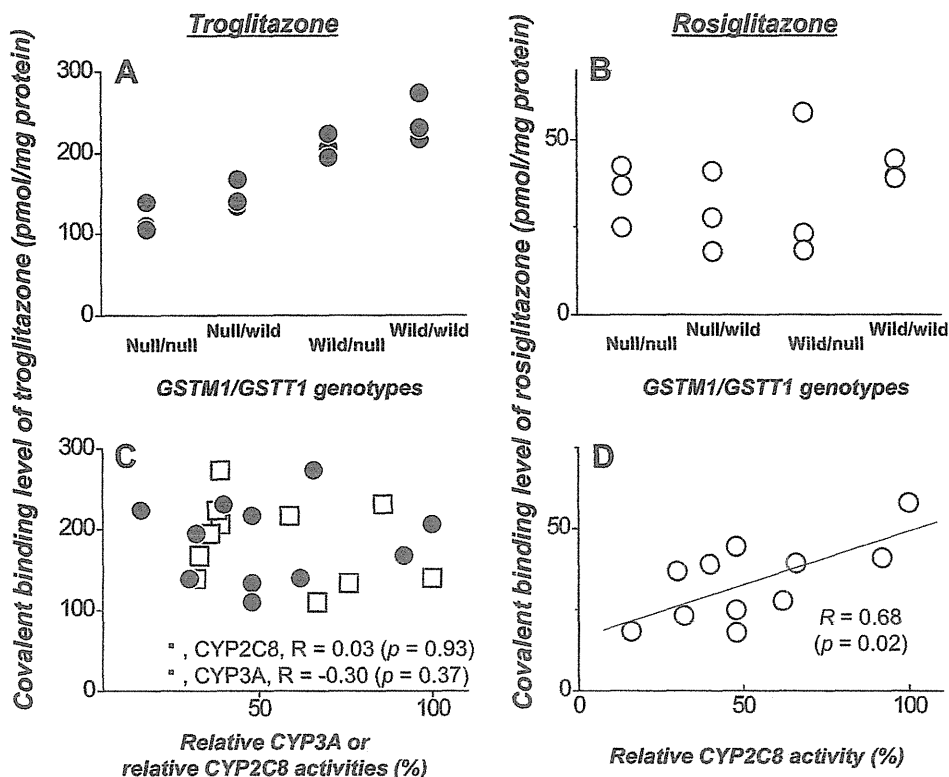 Troglitazone
Rosiglitazone
Covalent binding level of troglitazone (pmol/mg protein)
A
300
200
100
0
Null/null
Null/wild
Wild/null
Wild/wild
GSTM1/GSTT1 genotypes
Covalent binding level of rosiglitazone (pmol/mg protein)
B
50
0
Null/null
Null/wild
Wild/null
Wild/wild
GSTM1/GSTT1 genotypes
C
300
200
100
0
, CYP2C8, R = 0.03 (p = 0.93)
, CYP3A, R = -0.30 (p = 0.37)
50
100
Relative CYP3A or
relative CYP2C8 activities (%)
D
50
0
R = 0.68
(p = 0.02)
0
50
100
Relative CYP2C8 activity (%)